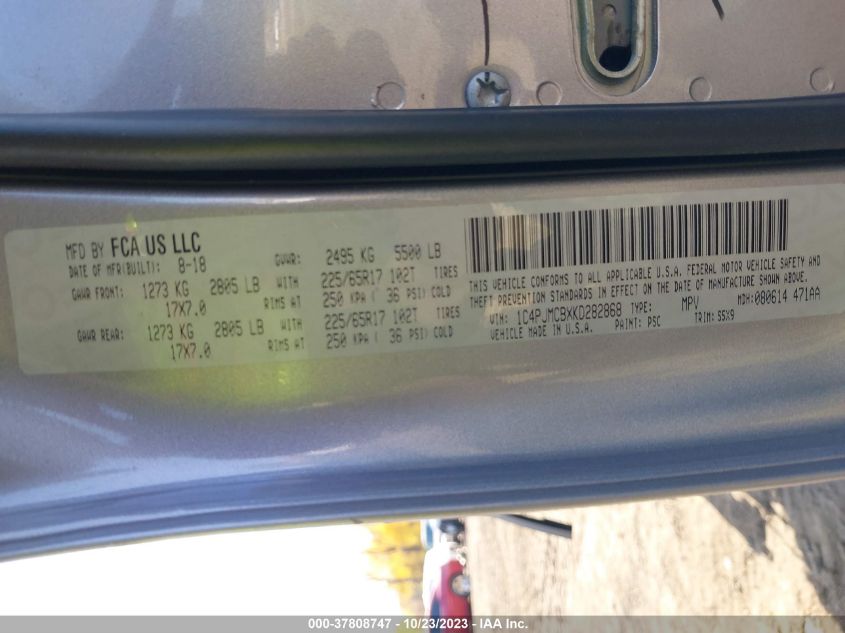 MFD BY FCA US LLC
DATE OF MFR(BUILT): 8-18 GVWR: 2495 KG 5500 LB
GAWR FRONT: 1273 KG 2805 LB WITH 225/65R17 102T TIRES
17X7.0 RIMS AT 250 KPA ( 36 PSI) COLD
GAWR REAR: 1273 KG 2805 LB WITH 225/65R17 102T TIRES
17X7.0 RIMS AT 250 KPA ( 36 PSI) COLD
THIS VEHICLE CONFORMS TO ALL APPLICABLE U.S.A. FEDERAL MOTOR VEHICLE SAFETY AND
THEFT PREVENTION STANDARDS IN EFFECT ON THE DATE OF MANUFACTURE SHOWN ABOVE.
VIN: 1C4PJMCBXKD282868 TYPE: MPV MDH:080614 471AA
VEHICLE MADE IN U.S.A. PAINT: PSC TRIM: S5X9
000-37808747 - 10/23/2023 - IAA Inc.